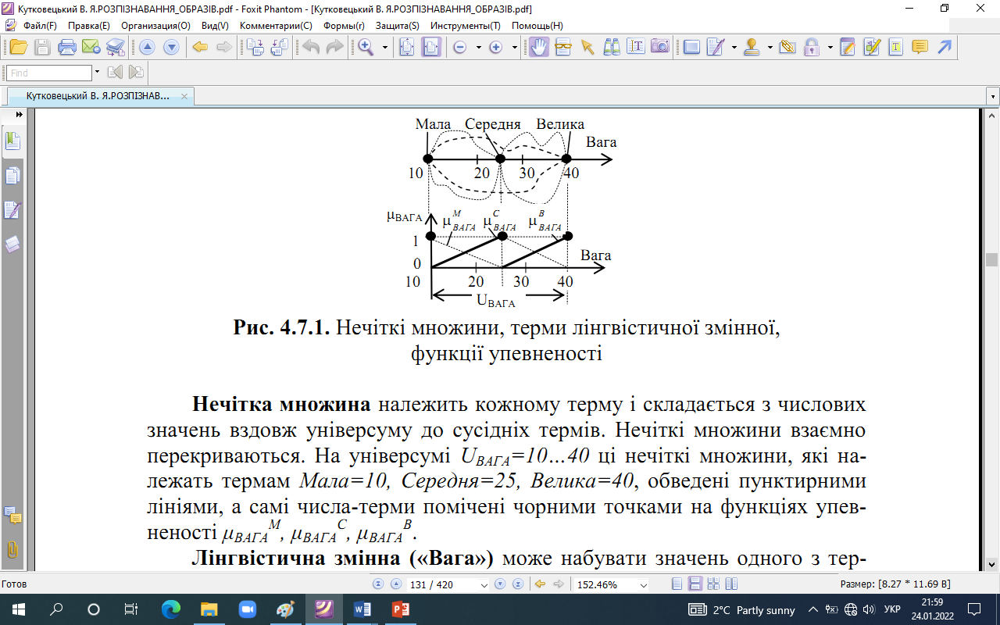 Кутковецький В. Я.РОЗПІЗНАВАННЯ_ОБРАЗІВ.pdf - Foxit Phantom - [Кутковецький В. Я.РОЗПІЗНАВАННЯ_ОБРАЗІВ.pdf]
Файл(F) Правка(E) Организация(O) Вид(V) Комментарии(C) Формы(r) Защита(S) Инструменты(T) Помощь(H)
Find
Кутковецький В. Я.РОЗПІЗНАВ...
Мала Середня Велика
Вага
10 20 30 40
μВАГА μВАГА^М μВАГА^С μВАГА^В
1
Вага
0
10 20 30 40
UВАГА
Рис. 4.7.1. Нечіткі множини, терми лінгвістичної змінної,
функції упевненості
Нечітка множина належить кожному терму і складається з числових
значень вздовж універсуму до сусідніх термів. Нечіткі множини взаємно
перекриваються. На універсумі UВАГА=10…40 ці нечіткі множини, які на-
лежать термам Мала=10, Середня=25, Велика=40, обведені пунктирними
лініями, а самі числа-терми помічені чорними точками на функціях упев-
неності μВАГА^М, μВАГА^С, μВАГА^В.
Лінгвістична змінна («Вага») може набувати значень одного з тер-
Готов 131 / 420 152.46% Размер: [8.27 * 11.69 В]
2°C Partly sunny УКР 21:59
24.01.2022